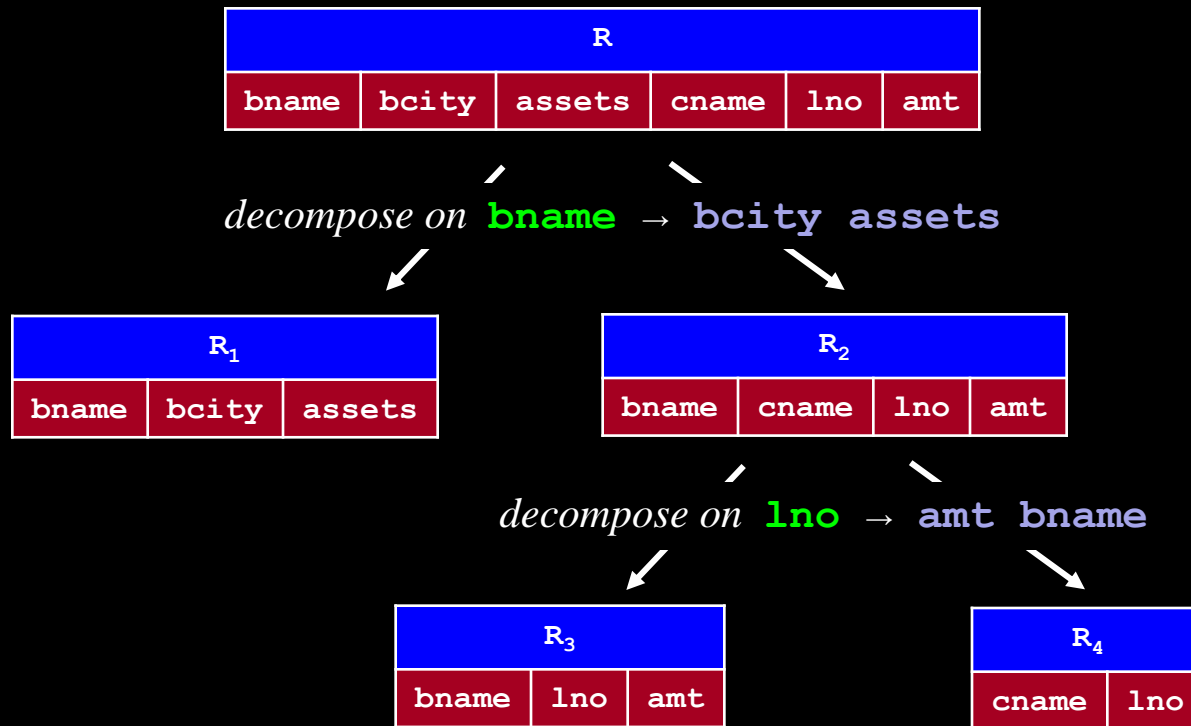 R
bname bcity assets cname lno amt
decompose on bname → bcity assets
R₁ R₂
bname bcity assets bname cname lno amt
decompose on lno → amt bname
R₃ R₄
bname lno amt cname lno